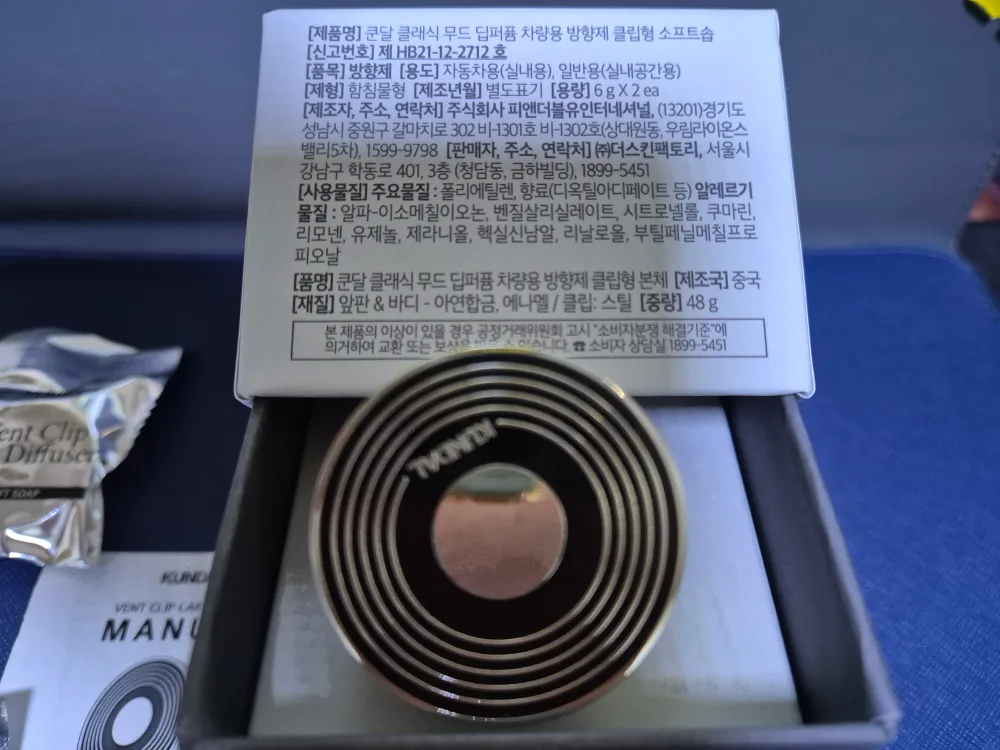 [제품명] 쿤달 클래식 무드 딥퍼퓸 차량용 방향제 클립형 소프트솝
[신고번호] 제 HB21-12-2712 호
[품목] 방향제 [용도] 자동차용(실내용), 일반용(실내공간용)
[제형] 함침물형 [제조년월] 별도표기 [용량] 6 g X 2 ea
[제조자, 주소, 연락처] 주식회사 피앤더블유인터네셔널, (13201)경기도
성남시 중원구 갈마치로 302 비-1301호 비-1302호(상대원동, 우림라이온스
밸리5차), 1599-9798 [판매자, 주소, 연락처] ㈜더스킨팩토리, 서울시
강남구 학동로 401, 3층 (청담동, 금하빌딩), 1899-5451
[사용물질] 주요물질 : 폴리에틸렌, 향료(디옥틸아디페이트 등) 알레르기
물질 : 알파-이소메칠이오논, 벤질살리실레이트, 시트로넬롤, 쿠마린,
리모넨, 유제놀, 제라니올, 헥실신남알, 리날로올, 부틸페닐메칠프로
피오날
[품명] 쿤달 클래식 무드 딥퍼퓸 차량용 방향제 클립형 본체 [제조국] 중국
[재질] 앞판 & 바디 - 아연합금, 에나멜 / 클립: 스틸 [중량] 48 g
본 제품의 이상이 있을 경우 공정거래위원회 고시 "소비자분쟁 해결기준"에
의거하여 교환 또는 보상을 받을 수 있습니다. ☎ 소비자 상담실 1899-5451
KUNDAL
ent Clip
Diffuser
FT SOAP
KUND
VENT CLIP CAR
MANU